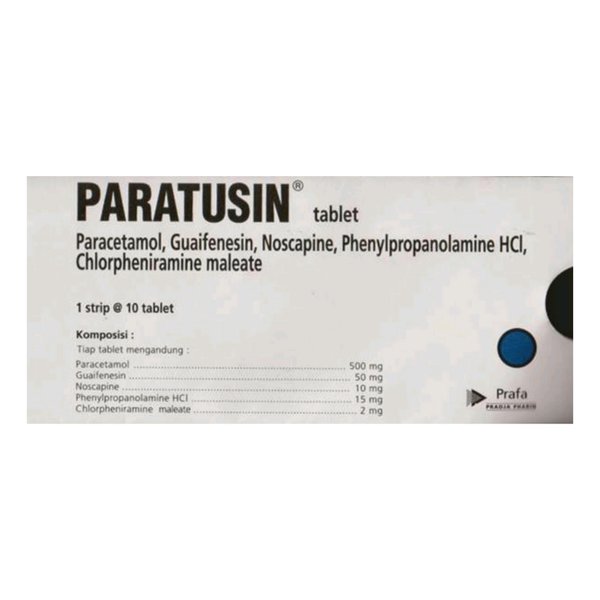 PARATUSIN® tablet
Paracetamol, Guaifenesin, Noscapine, Phenylpropanolamine HCl,
Chlorpheniramine maleate
1 strip @ 10 tablet
Komposisi :
Tiap tablet mengandung :
Paracetamol ........ 500 mg
Guaifenesin ........ 50 mg
Noscapine ........ 10 mg
Phenylpropanolamine HCl ........ 15 mg
Chlorpheniramine maleate ........ 2 mg
Prafa
PRADJA PHARIN